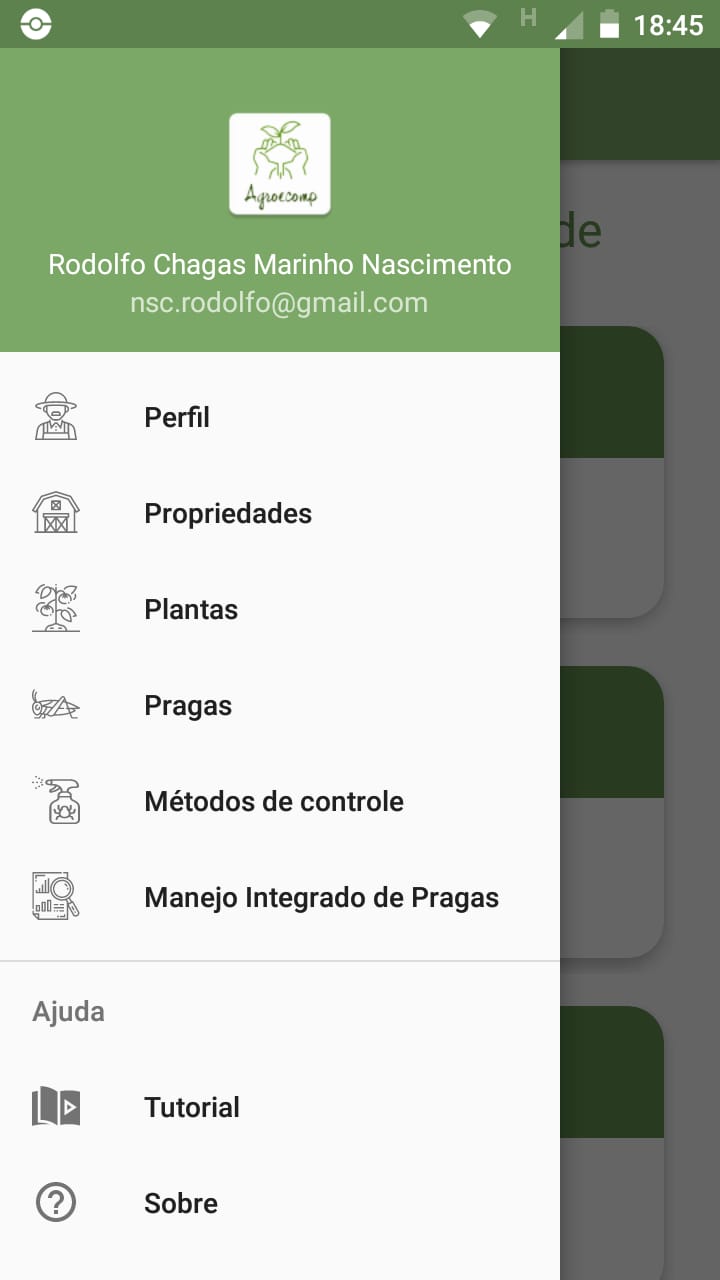 H
18:45
Agroecomp
Rodolfo Chagas Marinho Nascimento
nsc.rodolfo@gmail.com
de
Perfil
Propriedades
Plantas
Pragas
Métodos de controle
Manejo Integrado de Pragas
Ajuda
Tutorial
Sobre